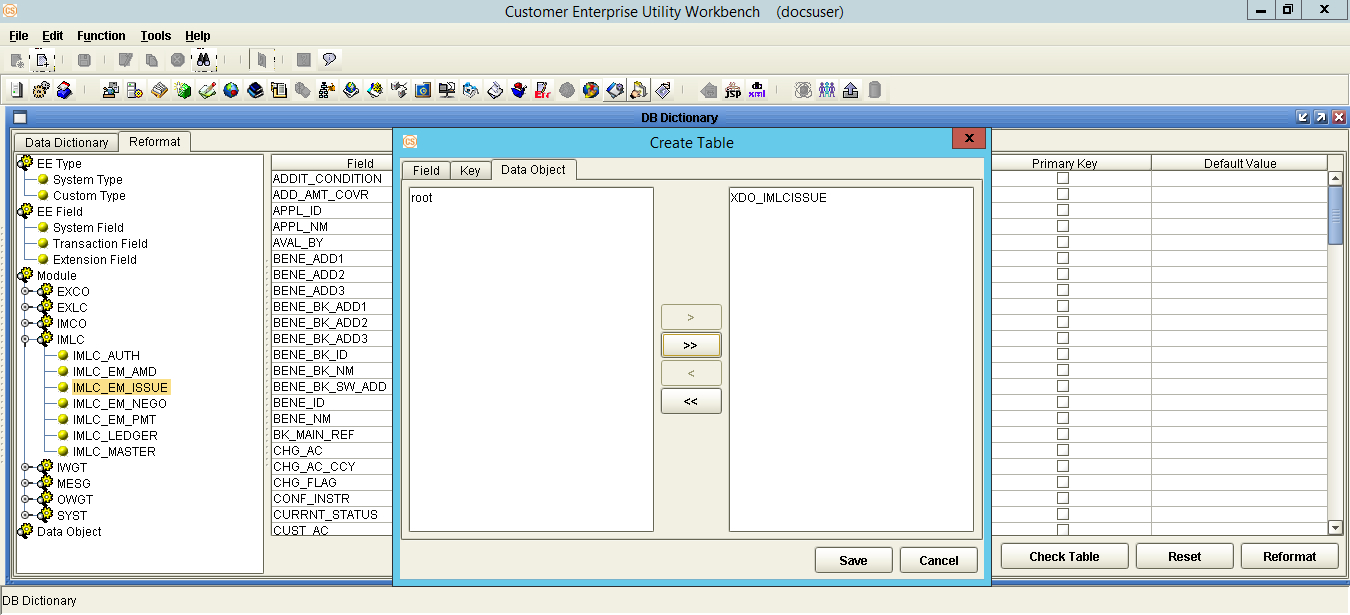 Customer Enterprise Utility Workbench (docsuser)
File Edit Function Tools Help
jsp
db xml
DB Dictionary
Data Dictionary Reformat
EE Type
System Type
Custom Type
EE Field
System Field
Transaction Field
Extension Field
Module
EXCO
EXLC
IMCO
IMLC
IMLC_AUTH
IMLC_EM_AMD
IMLC_EM_ISSUE
IMLC_EM_NEGO
IMLC_EM_PMT
IMLC_LEDGER
IMLC_MASTER
IWGT
MESG
OWGT
SYST
Data Object
Field
ADDIT_CONDITION
ADD_AMT_COVR
APPL_ID
APPL_NM
AVAL_BY
BENE_ADD1
BENE_ADD2
BENE_ADD3
BENE_BK_ADD1
BENE_BK_ADD2
BENE_BK_ADD3
BENE_BK_ID
BENE_BK_NM
BENE_BK_SW_ADD
BENE_ID
BENE_NM
BK_MAIN_REF
CHG_AC
CHG_AC_CCY
CHG_FLAG
CONF_INSTR
CURRNT_STATUS
CUST_AC
Create Table
Field Key Data Object
root
>
>>
<
<<
XDO_IMLCISSUE
Save Cancel
Primary Key Default Value
Check Table Reset Reformat
DB Dictionary